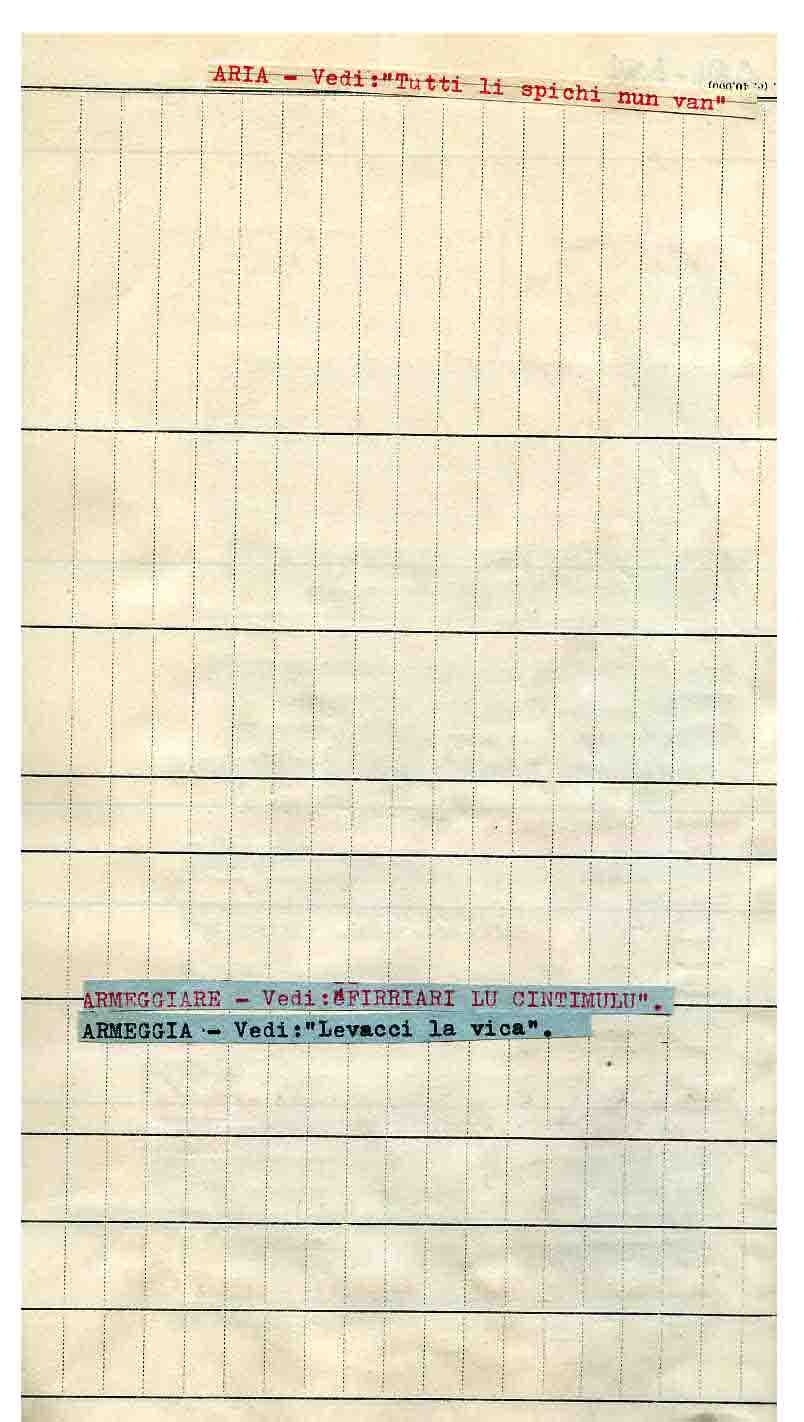 ARIA - Vedi:"Tutti li spichi nun van"
ARMEGGIARE - Vedi:"FIRRIARI LU CINTIMULU".
ARMEGGIA - Vedi:"Levacci la vica".